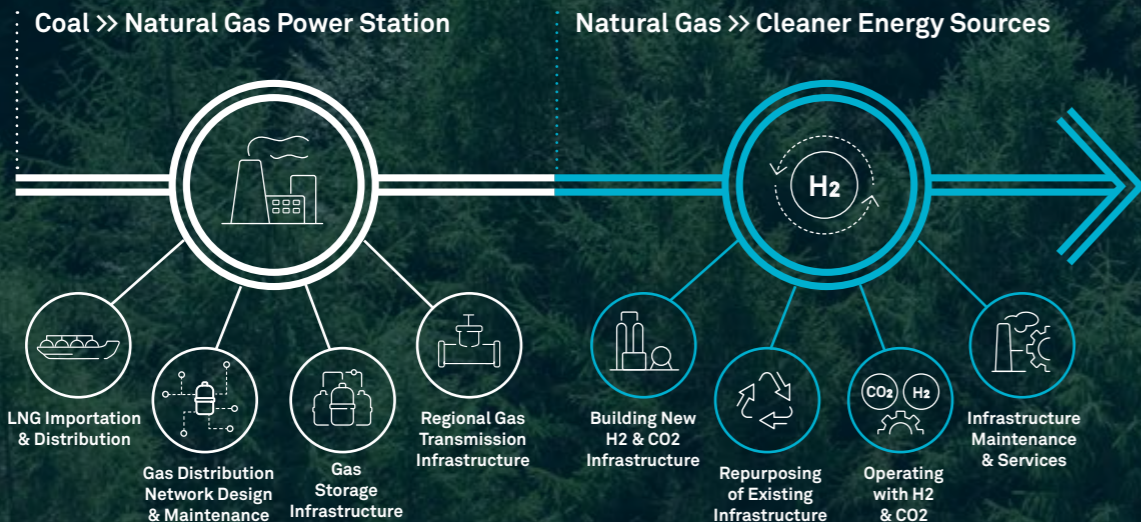 Coal >> Natural Gas Power Station
Natural Gas >> Cleaner Energy Sources
H2
LNG Importation
& Distribution
Gas Distribution
Network Design
& Maintenance
Gas
Storage
Infrastructure
Regional Gas
Transmission
Infrastructure
Building New
H2 & CO2
Infrastructure
Repurposing
of Existing
Infrastructure
CO2 H2
Operating
with H2
& CO2
Infrastructure
Maintenance
& Services